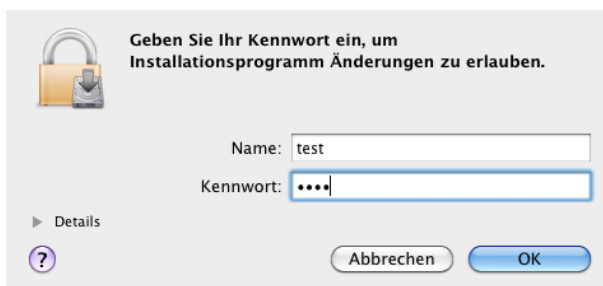 Geben Sie Ihr Kennwort ein, um
Installationsprogramm Änderungen zu erlauben.
Name: test
Kennwort: ••••
Details
?
Abbrechen OK